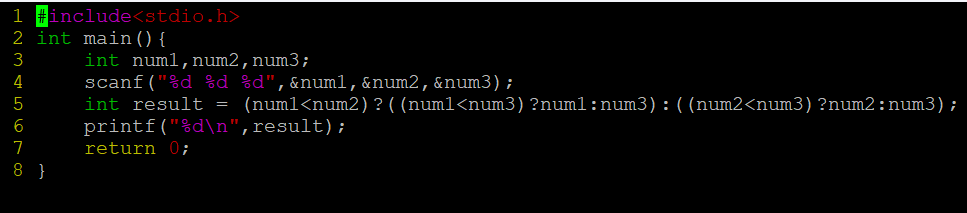 1 #include<stdio.h>
2 int main(){
3     int num1,num2,num3;
4     scanf("%d %d %d",&num1,&num2,&num3);
5     int result = (num1<num2)?((num1<num3)?num1:num3):((num2<num3)?num2:num3);
6     printf("%d\n",result);
7     return 0;
8 }